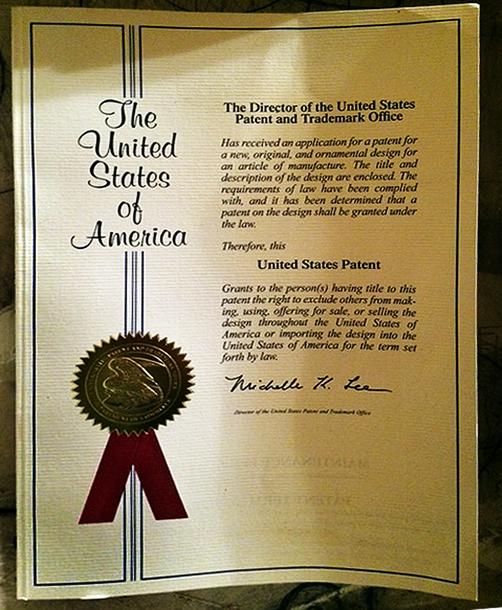 The
United
States
of
America
The Director of the United States
Patent and Trademark Office
Has received an application for a patent for
a new, original, and ornamental design for
an article of manufacture. The title and
description of the design are enclosed. The
requirements of law have been complied
with, and it has been determined that a
patent on the design shall be granted under
the law.
Therefore, this
United States Patent
Grants to the person(s) having title to this
patent the right to exclude others from mak-
ing, using, offering for sale, or selling the
design throughout the United States of
America or importing the design into the
United States of America for the term set
forth by law.
Michelle K. Lee
Director of the United States Patent and Trademark Office